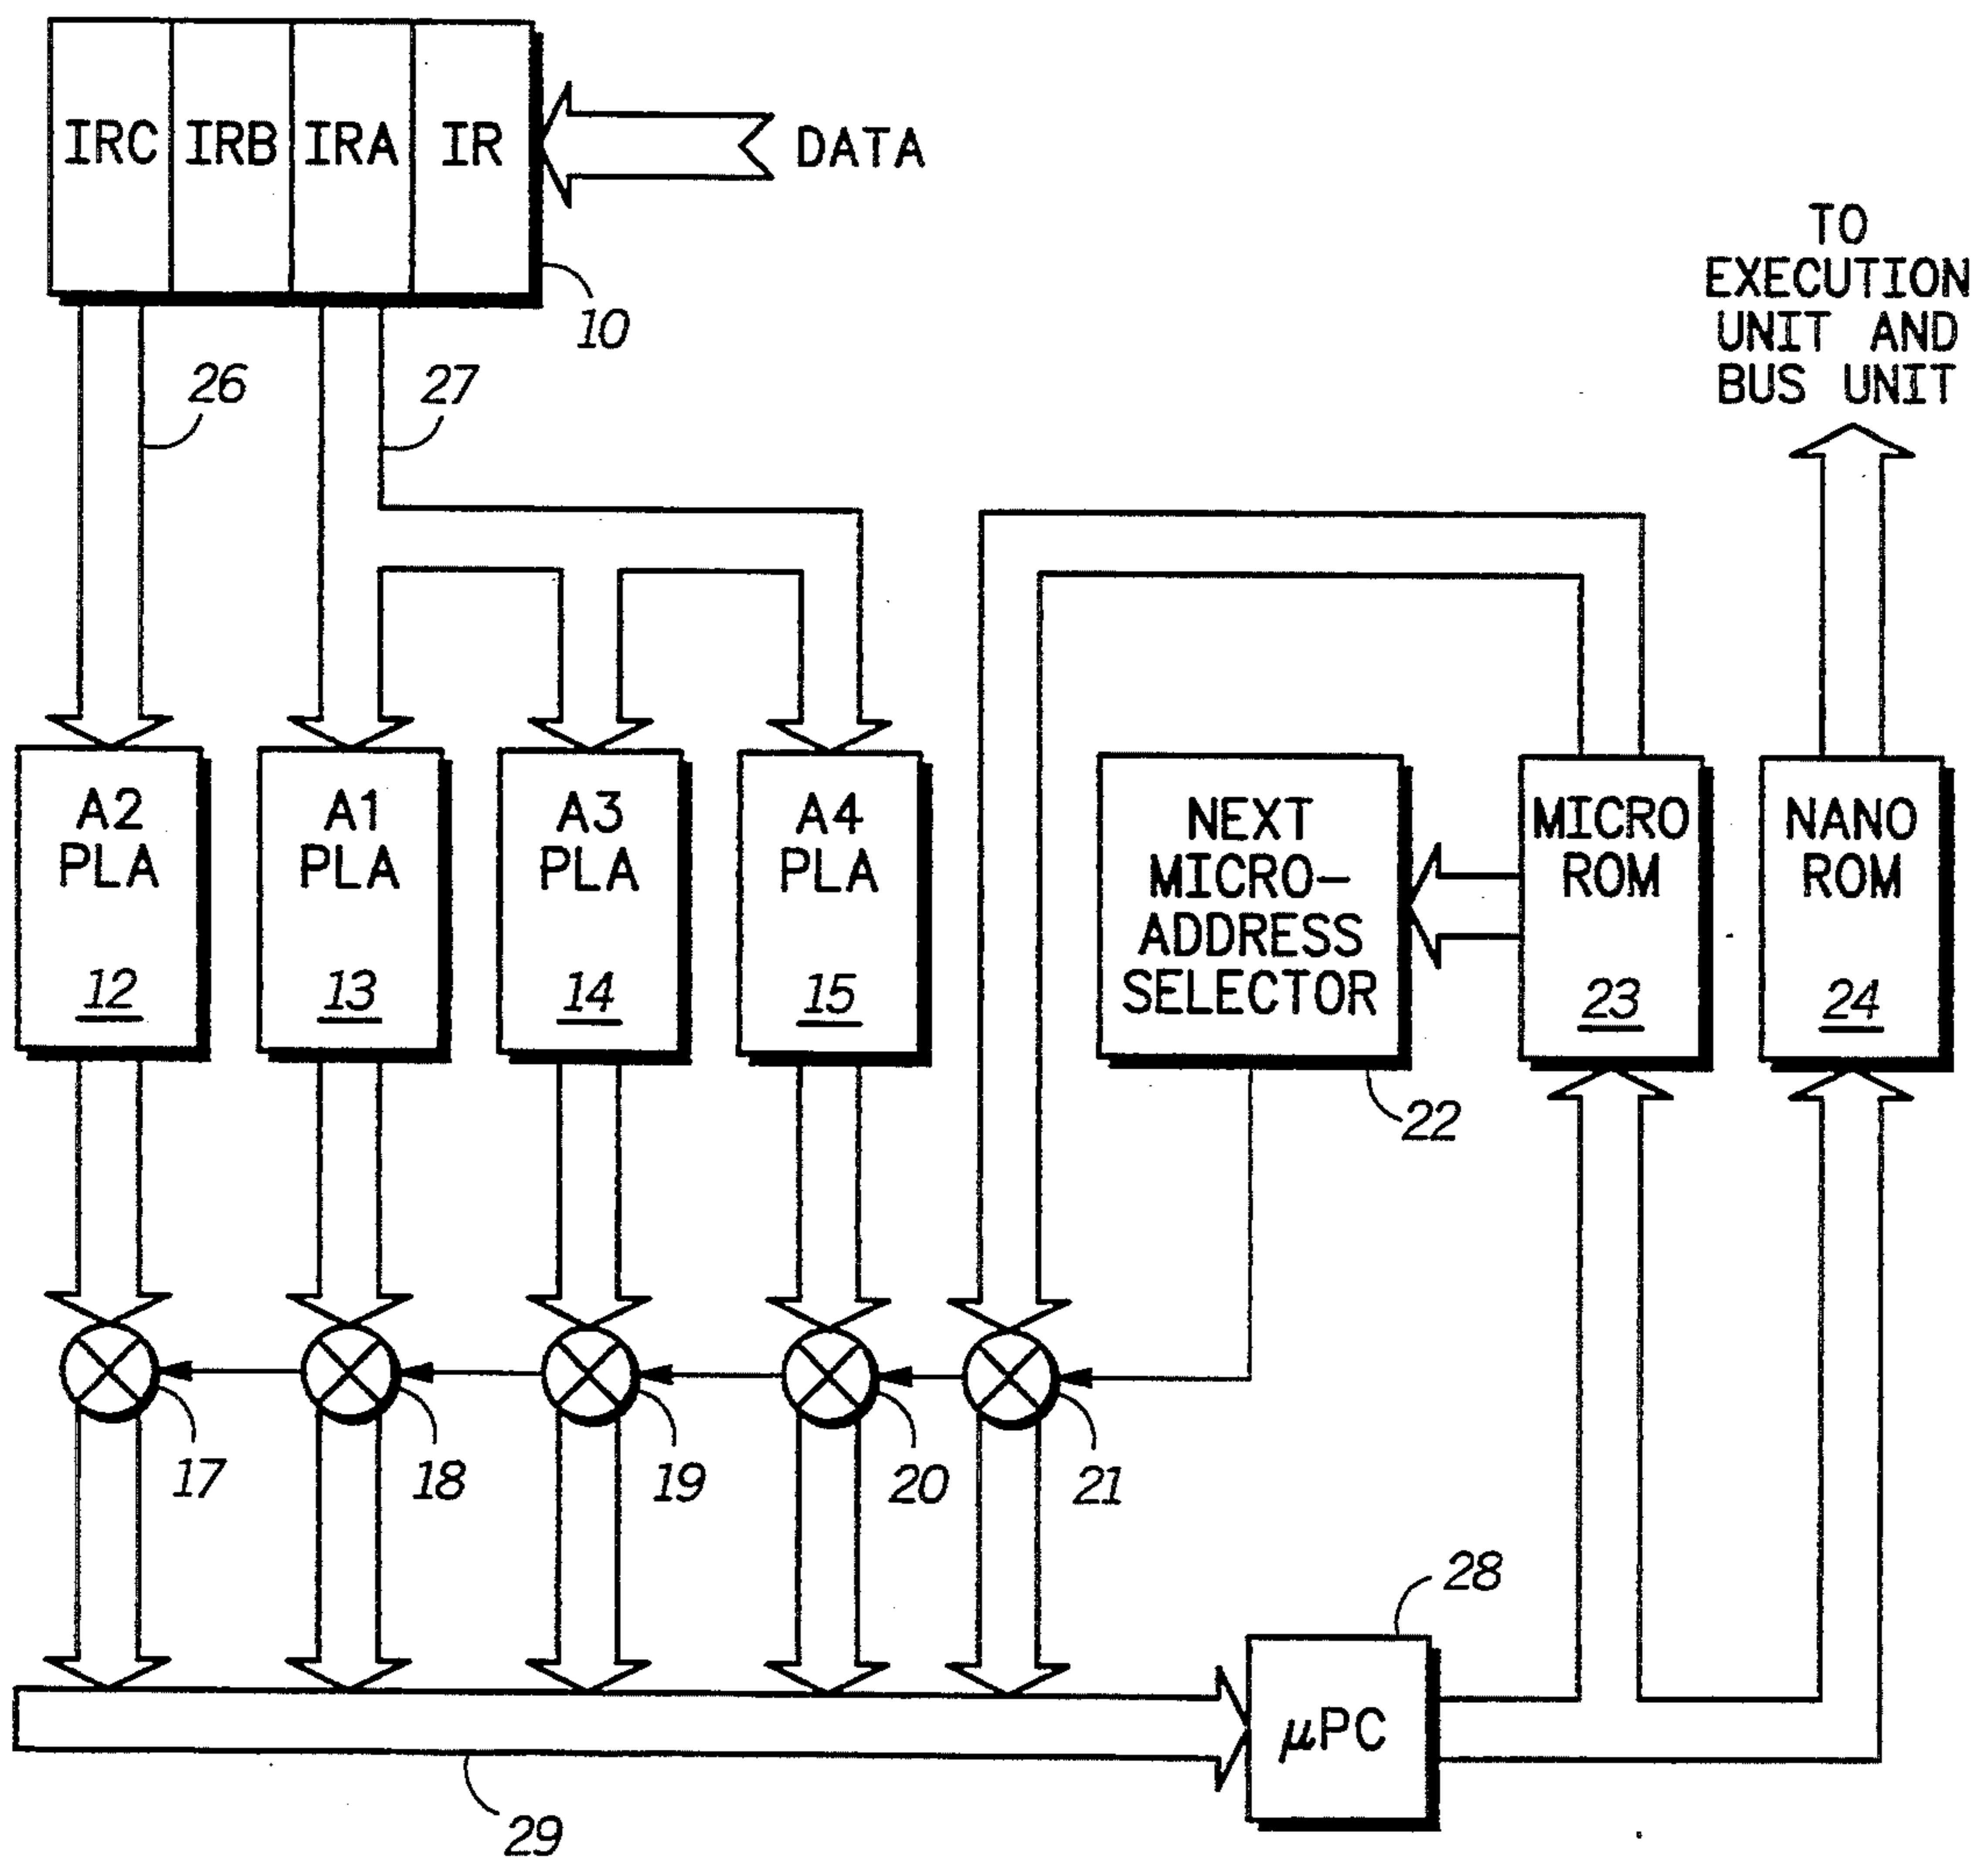 IRC IRB IRA IR
DATA
10
26
27
TO
EXECUTION
UNIT AND
BUS UNIT
A2
PLA
12
A1
PLA
13
A3
PLA
14
A4
PLA
15
NEXT
MICRO-
ADDRESS
SELECTOR
22
MICRO
ROM
23
NANO
ROM
24
17
18
19
20
21
28
µPC
29